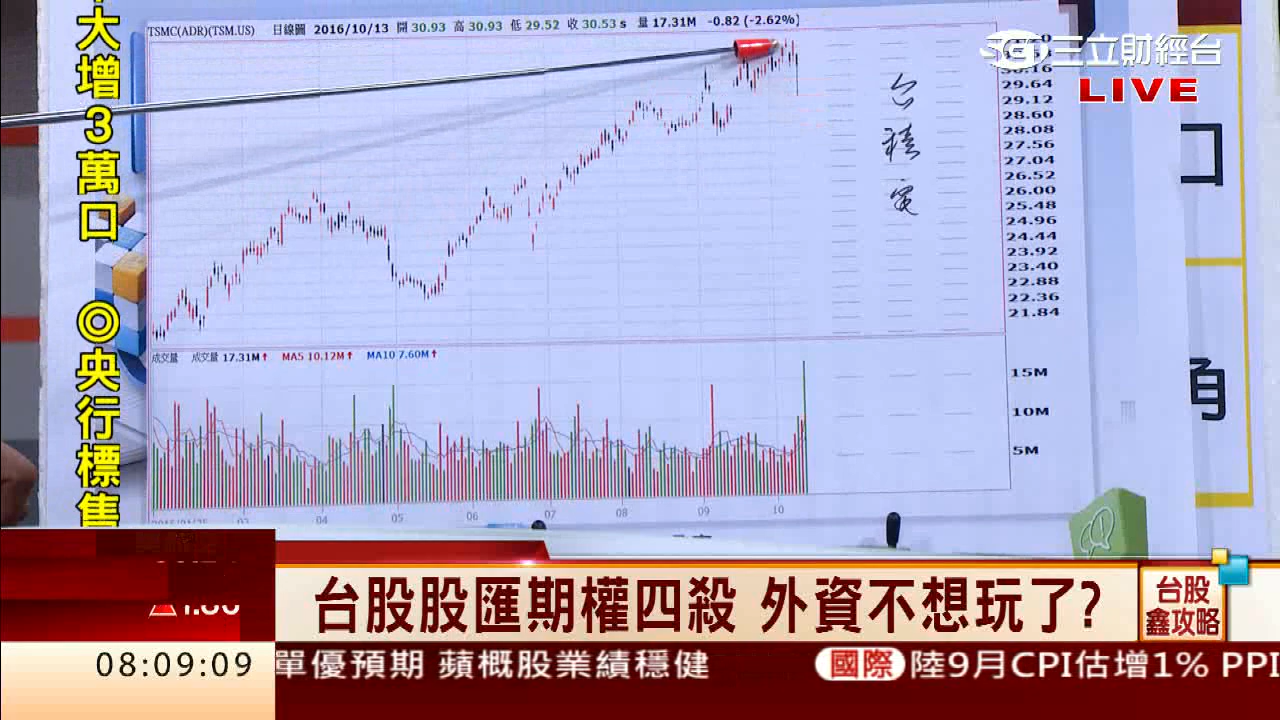 大增3萬口 ◎央行標售
TSMC(ADR)(TSM.US) 日線圖 2016/10/13 開 30.93 高 30.93 低 29.52 收 30.53 s 量 17.31M -0.82 (-2.62%)
三立財經台
LIVE
30.16
29.64
29.12
28.60
28.08
27.56
27.04
26.52
26.00
25.48
24.96
24.44
23.92
23.40
22.88
22.36
21.84
台積電
成交量 成交量 17.31M↑ MA5 10.12M↑ MA10 7.60M↑
15M
10M
5M
03 04 05 06 07 08 09 10
角
台股股匯期權四殺 外資不想玩了?
台股
鑫攻略
08:09:09
單優預期 蘋概股業績穩健
國際 陸9月CPI估增1% PPI